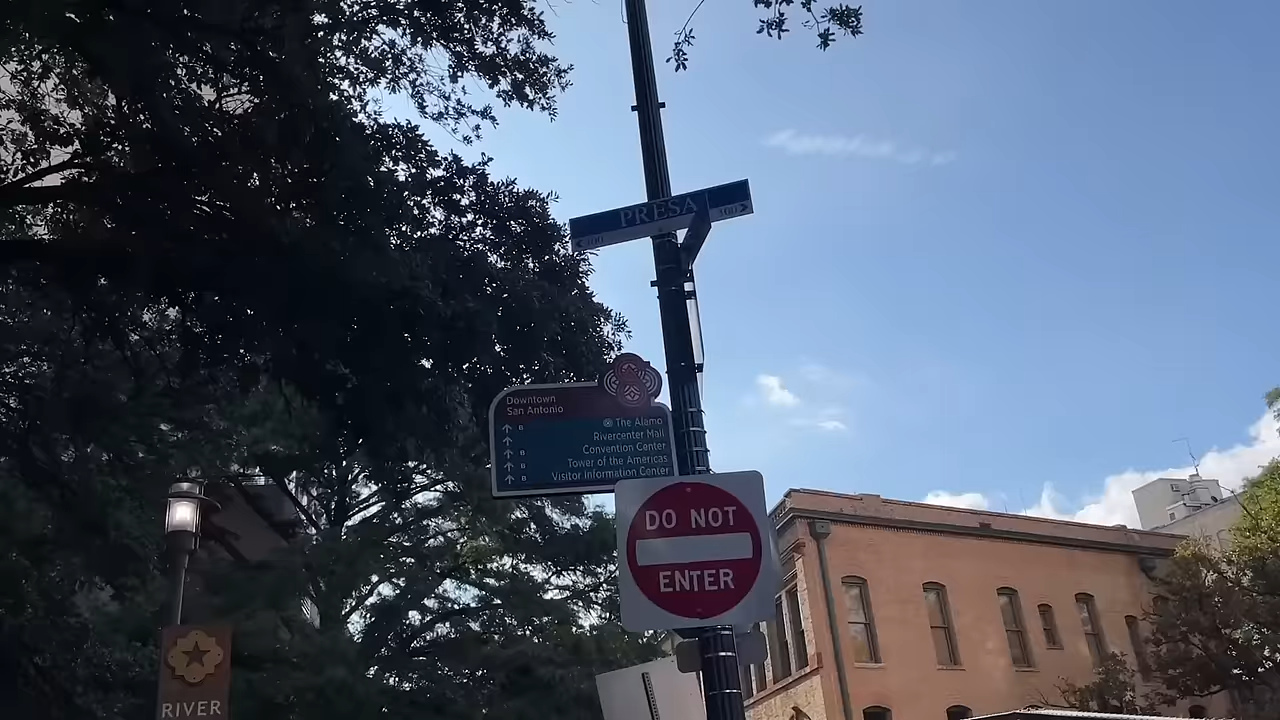 PRESA
300
Downtown
San Antonio
The Alamo
Rivercenter Mall
B Convention Center
B Tower of the Americas
B Visitor Information Center
DO NOT
ENTER
RIVER